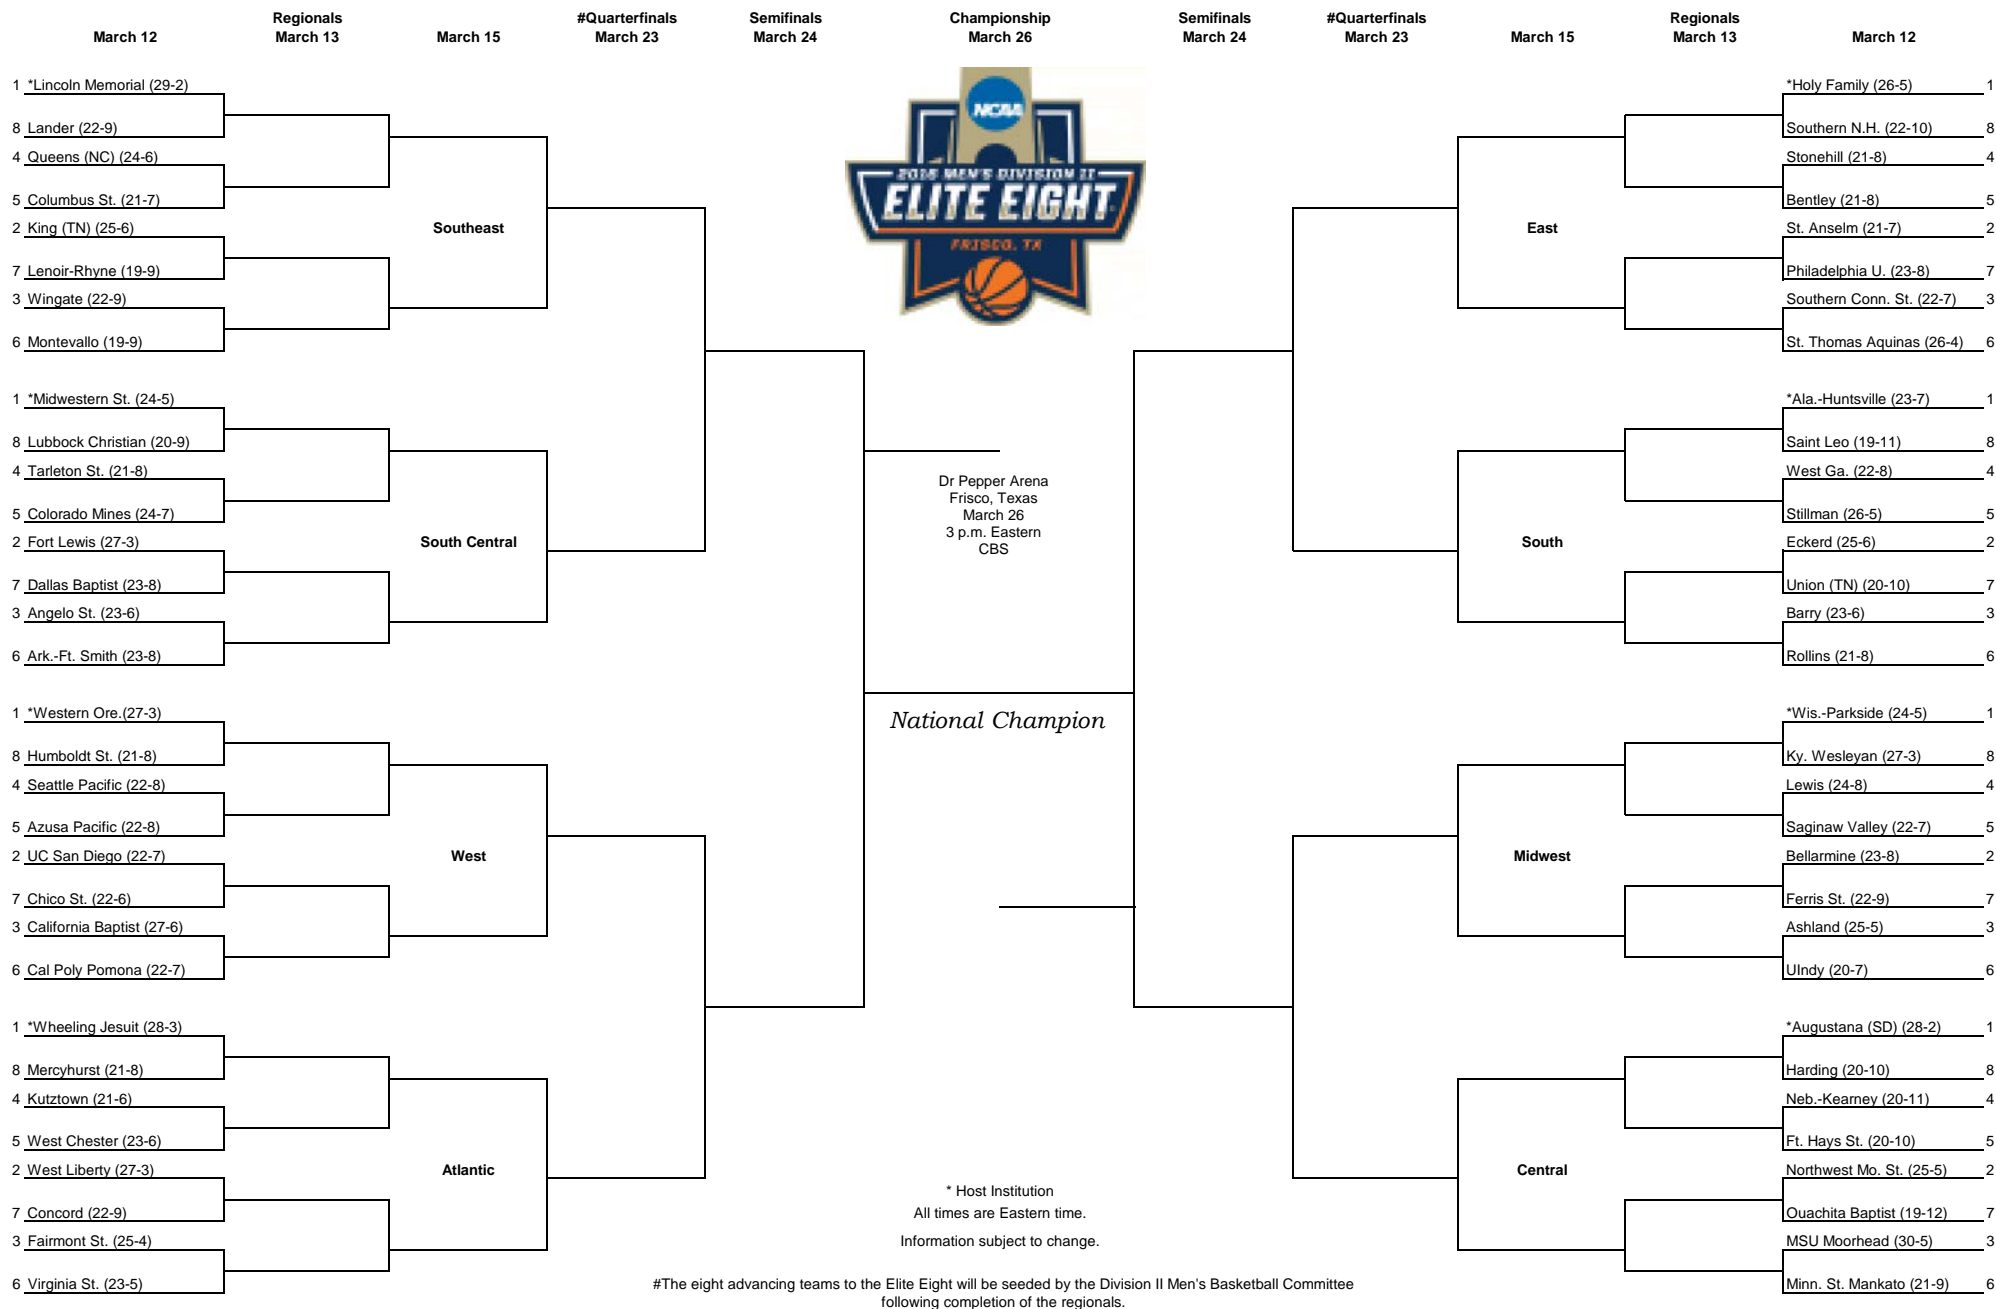 Regionals #Quarterfinals Semifinals Championship Semifinals #Quarterfinals Regionals
March 12 March 13 March 15 March 23 March 24 March 26 March 24 March 23 March 15 March 13 March 12
1 *Lincoln Memorial (29-2)
8 Lander (22-9)
4 Queens (NC) (24-6)
5 Columbus St. (21-7)
2 King (TN) (25-6)
7 Lenoir-Rhyne (19-9)
3 Wingate (22-9)
6 Montevallo (19-9)
Southeast
1 *Midwestern St. (24-5)
8 Lubbock Christian (20-9)
4 Tarleton St. (21-8)
5 Colorado Mines (24-7)
2 Fort Lewis (27-3)
7 Dallas Baptist (23-8)
3 Angelo St. (23-6)
6 Ark.-Ft. Smith (23-8)
South Central
1 *Western Ore.(27-3)
8 Humboldt St. (21-8)
4 Seattle Pacific (22-8)
5 Azusa Pacific (22-8)
2 UC San Diego (22-7)
7 Chico St. (22-6)
3 California Baptist (27-6)
6 Cal Poly Pomona (22-7)
West
1 *Wheeling Jesuit (28-3)
8 Mercyhurst (21-8)
4 Kutztown (21-6)
5 West Chester (23-6)
2 West Liberty (27-3)
7 Concord (22-9)
3 Fairmont St. (25-4)
6 Virginia St. (23-5)
Atlantic
NCAA
2016 MEN'S DIVISION II
ELITE EIGHT
FRISCO, TX
Dr Pepper Arena
Frisco, Texas
March 26
3 p.m. Eastern
CBS
National Champion
* Host Institution
All times are Eastern time.
Information subject to change.
#The eight advancing teams to the Elite Eight will be seeded by the Division II Men's Basketball Committee
following completion of the regionals.
*Holy Family (26-5) 1
Southern N.H. (22-10) 8
Stonehill (21-8) 4
Bentley (21-8) 5
St. Anselm (21-7) 2
Philadelphia U. (23-8) 7
Southern Conn. St. (22-7) 3
St. Thomas Aquinas (26-4) 6
East
*Ala.-Huntsville (23-7) 1
Saint Leo (19-11) 8
West Ga. (22-8) 4
Stillman (26-5) 5
Eckerd (25-6) 2
Union (TN) (20-10) 7
Barry (23-6) 3
Rollins (21-8) 6
South
*Wis.-Parkside (24-5) 1
Ky. Wesleyan (27-3) 8
Lewis (24-8) 4
Saginaw Valley (22-7) 5
Bellarmine (23-8) 2
Ferris St. (22-9) 7
Ashland (25-5) 3
UIndy (20-7) 6
Midwest
*Augustana (SD) (28-2) 1
Harding (20-10) 8
Neb.-Kearney (20-11) 4
Ft. Hays St. (20-10) 5
Northwest Mo. St. (25-5) 2
Ouachita Baptist (19-12) 7
MSU Moorhead (30-5) 3
Minn. St. Mankato (21-9) 6
Central